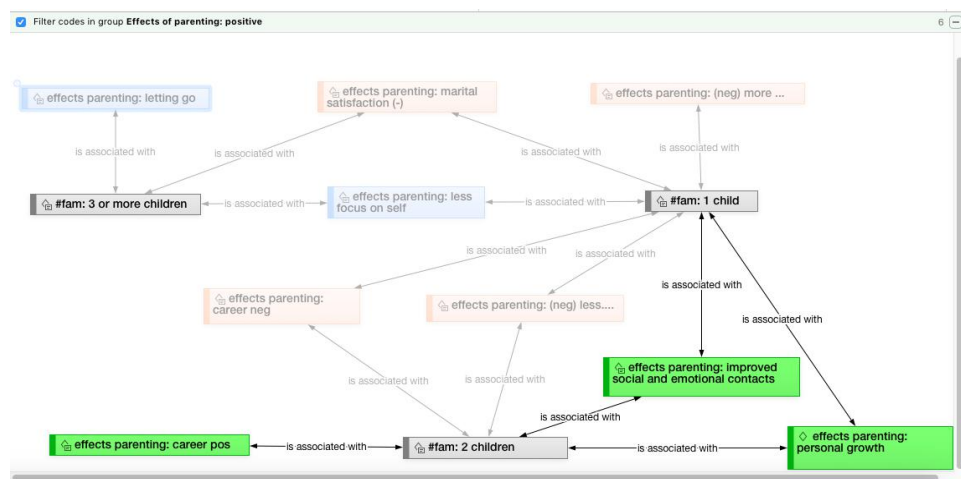 Filter codes in group Effects of parenting: positive
6
effects parenting: letting go
effects parenting: marital
satisfaction (-)
effects parenting: (neg) more ...
is associated with
is associated with
is associated with
is associated with
#fam: 3 or more children
is associated with
effects parenting: less
focus on self
is associated with
#fam: 1 child
is associated with
is associated with
is associated with
effects parenting:
career neg
effects parenting: (neg) less....
is associated with
effects parenting: improved
social and emotional contacts
is associated with
is associated with
is associated with
effects parenting: career pos
is associated with
#fam: 2 children
is associated with
effects parenting:
personal growth